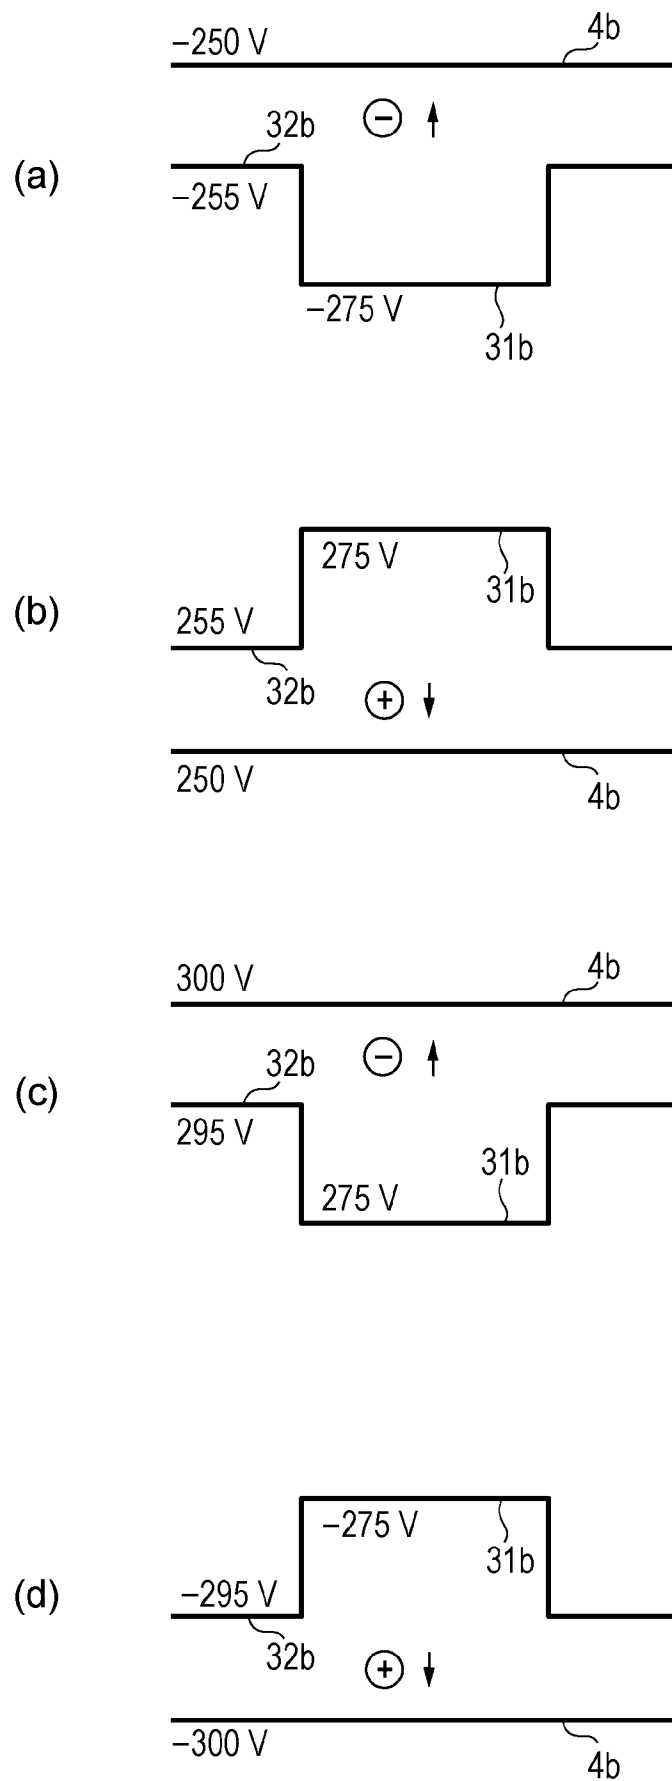 –250 V 4b
− 32b
(a)
–255 V
–275 V
31b
275 V
31b
(b)
255 V
32b
+
250 V
4b
300 V 4b
−
32b
(c)
295 V
31b
275 V
–275 V
31b
(d)
–295 V
32b
+
–300 V
4b